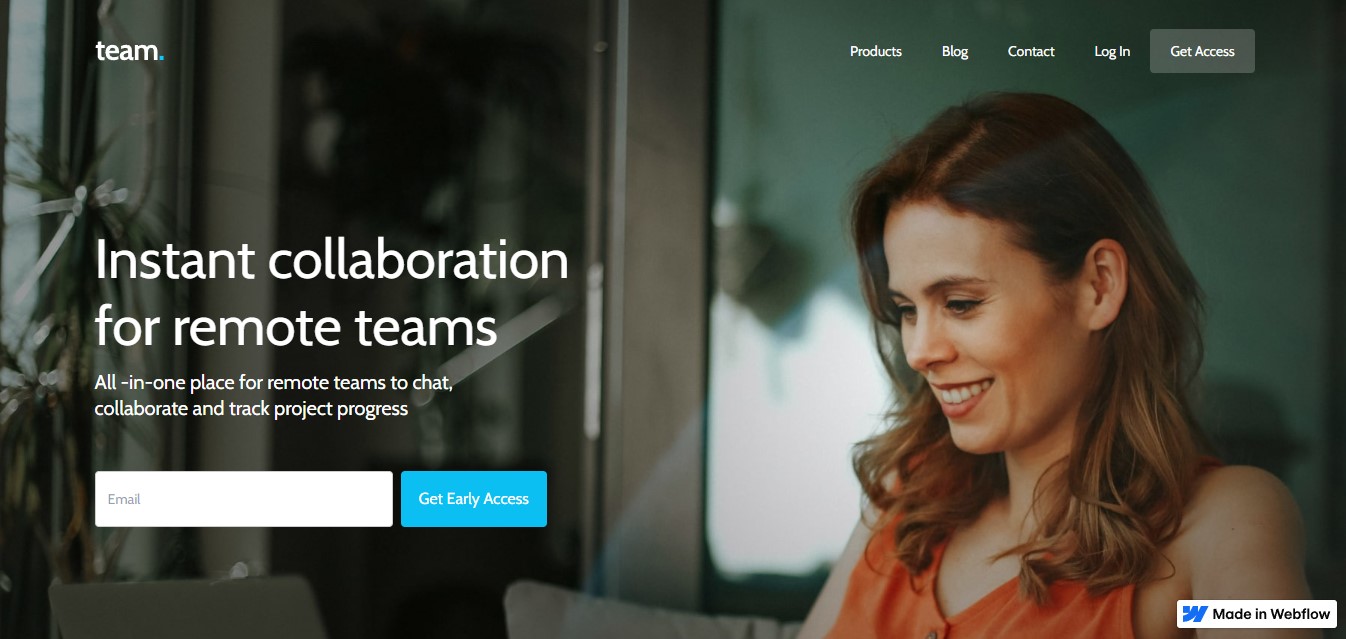 team.
Products
Blog
Contact
Log In
Get Access
Instant collaboration
for remote teams
All -in-one place for remote teams to chat,
collaborate and track project progress
Email
Get Early Access
Made in Webflow